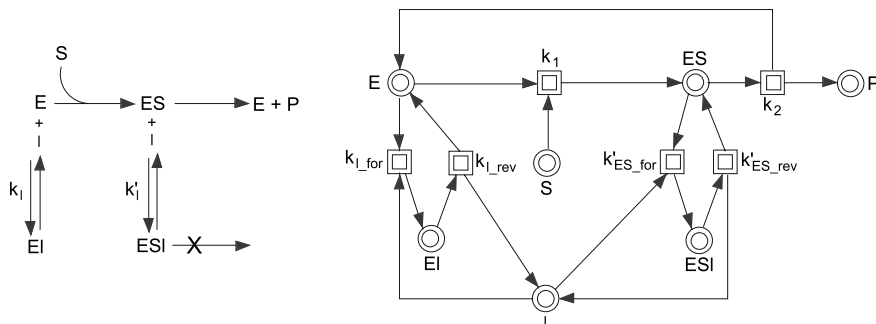 S
E
ES
E + P
+
I
+
I
k_I
k'_I
EI
ESI
X
E
k_1
ES
P
k_2
k_I_for
k_I_rev
S
k'_ES_for
k'_ES_rev
EI
ESI
I